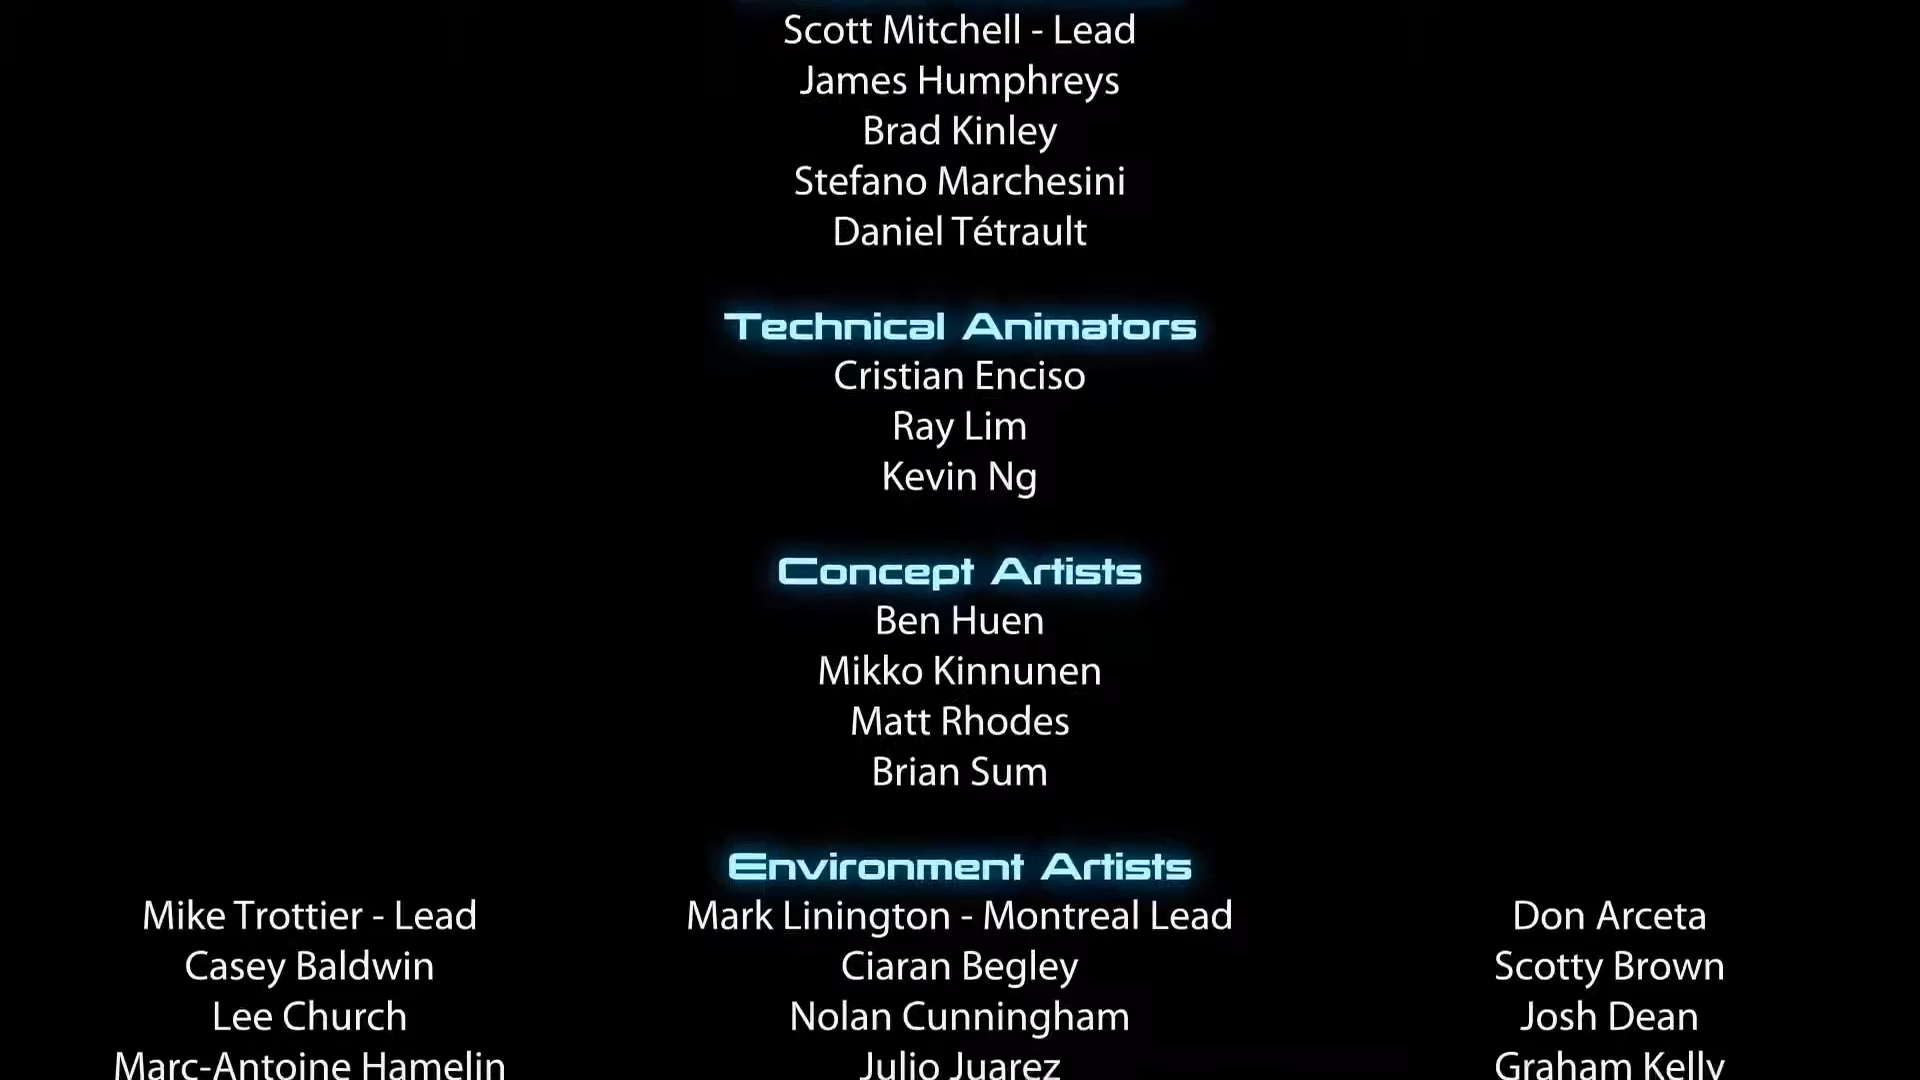 Scott Mitchell - Lead
James Humphreys
Brad Kinley
Stefano Marchesini
Daniel Tétrault
Technical Animators
Cristian Enciso
Ray Lim
Kevin Ng
Concept Artists
Ben Huen
Mikko Kinnunen
Matt Rhodes
Brian Sum
Environment Artists
Mike Trottier - Lead Mark Linington - Montreal Lead Don Arceta
Casey Baldwin Ciaran Begley Scotty Brown
Lee Church Nolan Cunningham Josh Dean
Marc-Antoine Hamelin Julio Juarez Graham Kelly